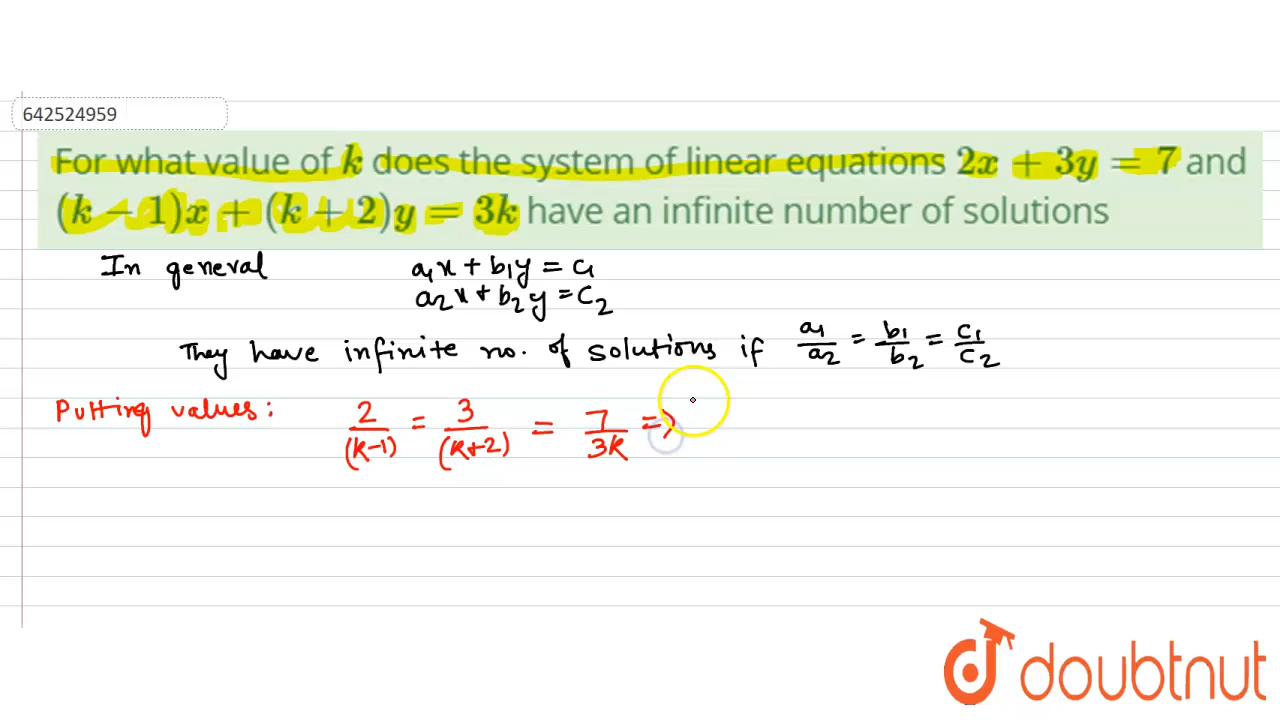 642524959
For what value of k does the system of linear equations 2x + 3y = 7 and
(k − 1)x + (k + 2)y = 3k have an infinite number of solutions
In general a₁x + b₁y = c₁
a₂x + b₂y = c₂
They have infinite no. of solutions if a₁/a₂ = b₁/b₂ = c₁/c₂
Putting values: 2/(k-1) = 3/(k+2) = 7/3k =>
doubtnut